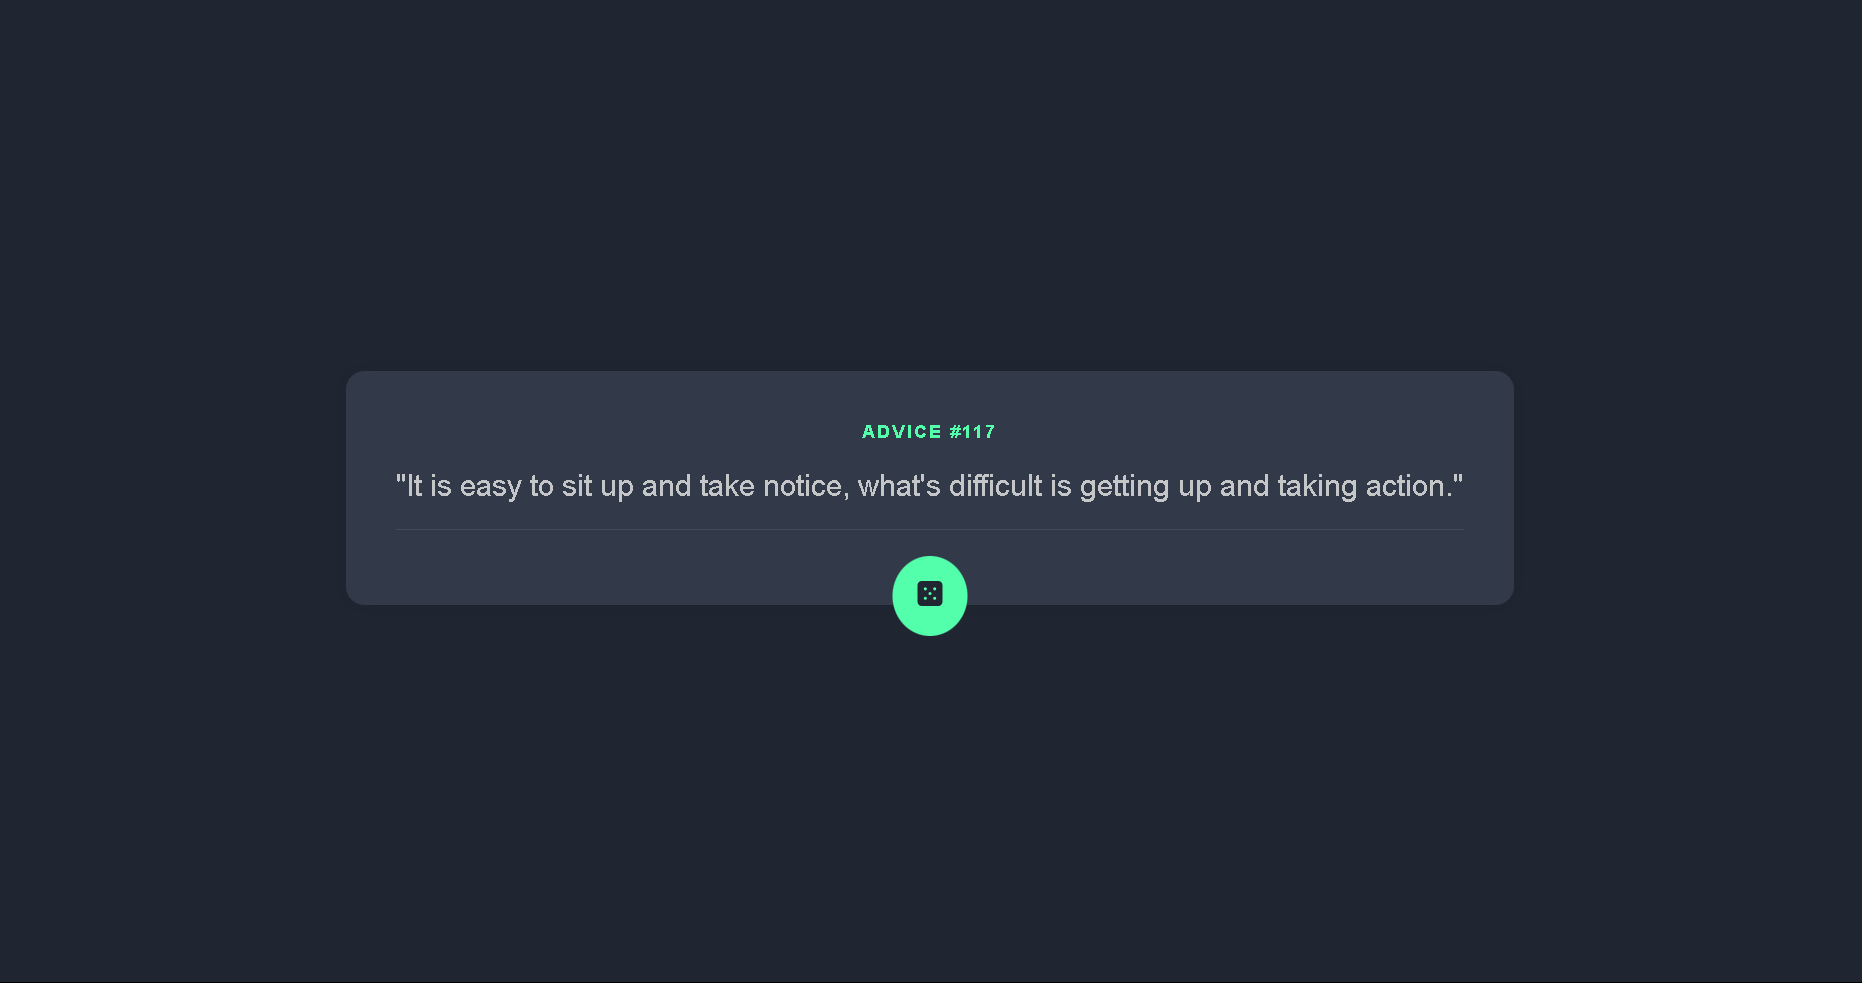 ADVICE #117
"It is easy to sit up and take notice, what's difficult is getting up and taking action."